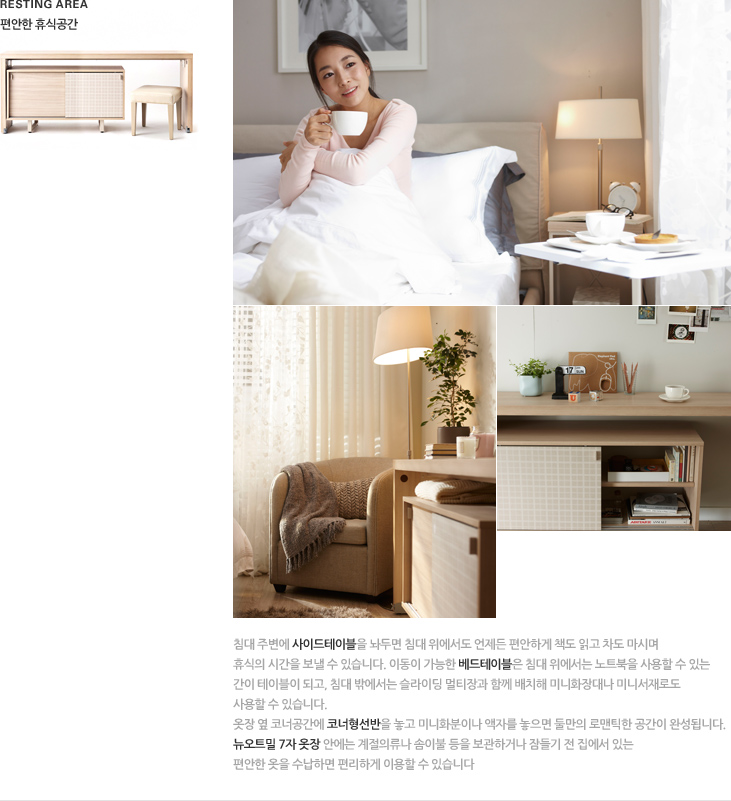 RESTING AREA
편안한 휴식공간
17
침대 주변에 사이드테이블을 놔두면 침대 위에서도 언제든 편안하게 책도 읽고 차도 마시며
휴식의 시간을 보낼 수 있습니다. 이동이 가능한 베드테이블은 침대 위에서는 노트북을 사용할 수 있는
간이 테이블이 되고, 침대 밖에서는 슬라이딩 멀티장과 함께 배치해 미니화장대나 미니서재로도
사용할 수 있습니다.
옷장 옆 코너공간에 코너형선반을 놓고 미니화분이나 액자를 놓으면 둘만의 로맨틱한 공간이 완성됩니다.
뉴오트밀 7자 옷장 안에는 계절의류나 솜이불 등을 보관하거나 잠들기 전 집에서 있는
편안한 옷을 수납하면 편리하게 이용할 수 있습니다